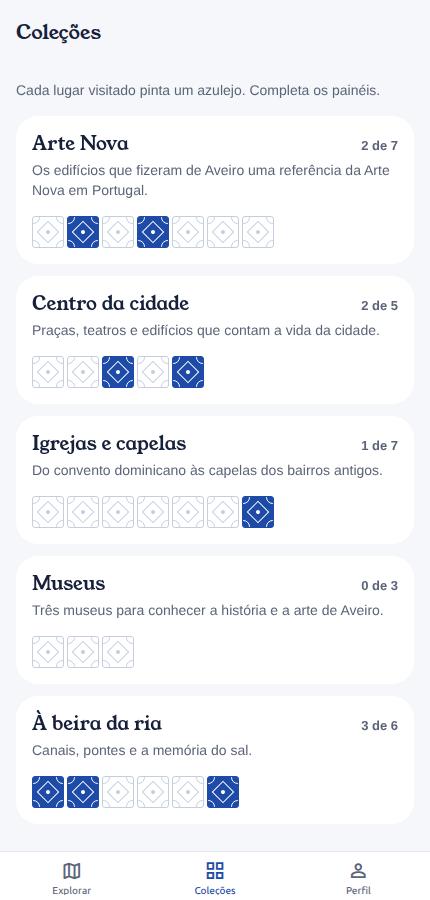 Coleções
Cada lugar visitado pinta um azulejo. Completa os painéis.
Arte Nova
2 de 7
Os edifícios que fizeram de Aveiro uma referência da Arte
Nova em Portugal.
Centro da cidade
2 de 5
Praças, teatros e edifícios que contam a vida da cidade.
Igrejas e capelas
1 de 7
Do convento dominicano às capelas dos bairros antigos.
Museus
0 de 3
Três museus para conhecer a história e a arte de Aveiro.
À beira da ria
3 de 6
Canais, pontes e a memória do sal.
Explorar
Coleções
Perfil